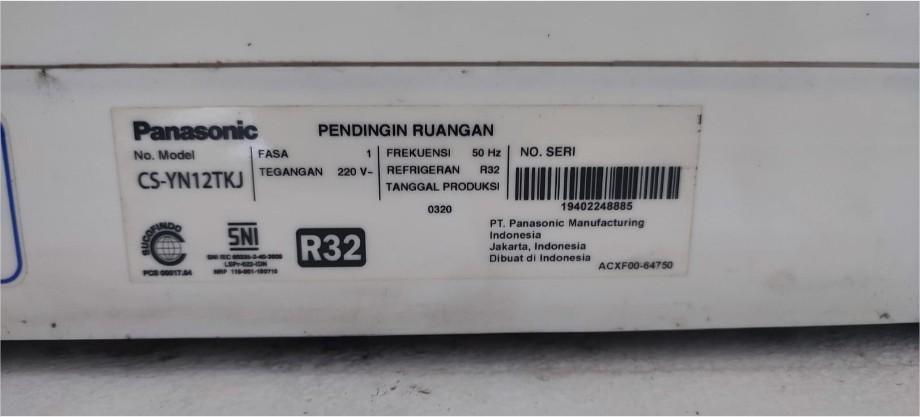 Panasonic
PENDINGIN RUANGAN
No. Model
CS-YN12TKJ
FASA 1
TEGANGAN 220 V~
FREKUENSI 50 Hz
REFRIGERAN R32
TANGGAL PRODUKSI
0320
NO. SERI
19402248885
SUCOFINDO
SNI
R32
PT. Panasonic Manufacturing
Indonesia
Jakarta, Indonesia
Dibuat di Indonesia
ACXF00-64750